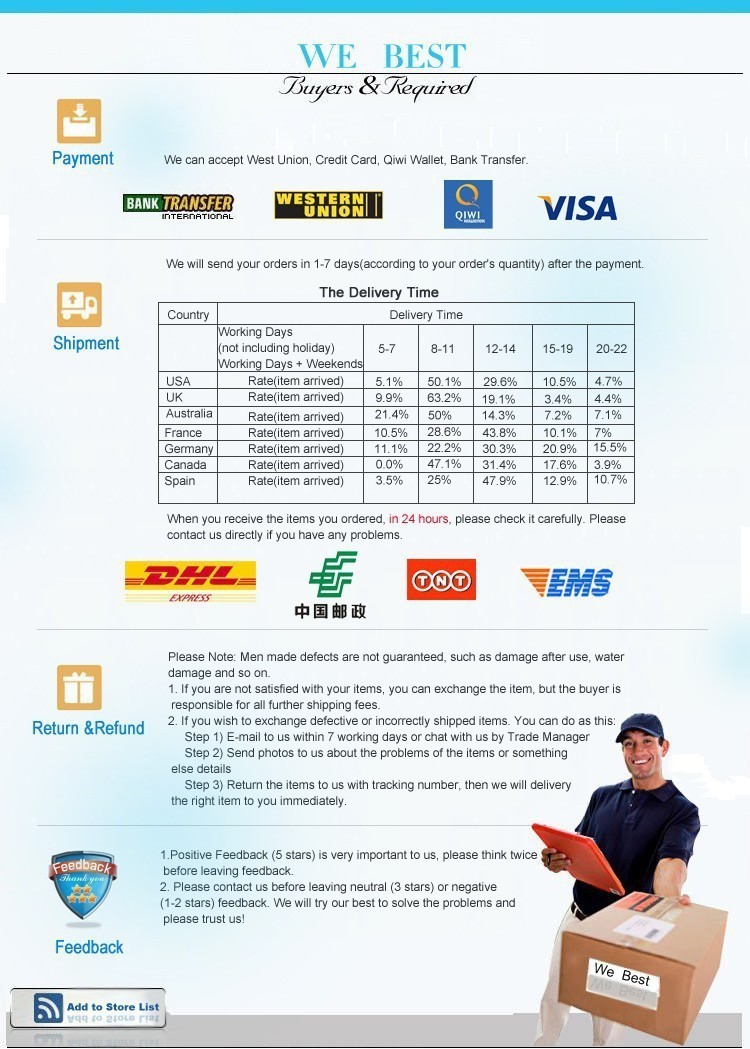 WE BEST
Buyers & Required
Payment
We can accept West Union, Credit Card, Qiwi Wallet, Bank Transfer.
BANK TRANSFER
INTERNATIONAL
WESTERN
UNION
QIWI
VISA
We will send your orders in 1-7 days(according to your order's quantity) after the payment.
Shipment
The Delivery Time
Country Delivery Time
Working Days
(not including holiday)
Working Days + Weekends
5-7 8-11 12-14 15-19 20-22
USA Rate(item arrived) 5.1% 50.1% 29.6% 10.5% 4.7%
UK Rate(item arrived) 9.9% 63.2% 19.1% 3.4% 4.4%
Australia Rate(item arrived) 21.4% 50% 14.3% 7.2% 7.1%
France Rate(item arrived) 10.5% 28.6% 43.8% 10.1% 7%
Germany Rate(item arrived) 11.1% 22.2% 30.3% 20.9% 15.5%
Canada Rate(item arrived) 0.0% 47.1% 31.4% 17.6% 3.9%
Spain Rate(item arrived) 3.5% 25% 47.9% 12.9% 10.7%
When you receive the items you ordered, in 24 hours, please check it carefully. Please
contact us directly if you have any problems.
DHL
EXPRESS
中国邮政
TNT
EMS
Return &Refund
Please Note: Men made defects are not guaranteed, such as damage after use, water
damage and so on.
1. If you are not satisfied with your items, you can exchange the item, but the buyer is
responsible for all further shipping fees.
2. If you wish to exchange defective or incorrectly shipped items. You can do as this:
Step 1) E-mail to us within 7 working days or chat with us by Trade Manager
Step 2) Send photos to us about the problems of the items or something
else details
Step 3) Return the items to us with tracking number, then we will delivery
the right item to you immediately.
Feedback
Thank you
Feedback
1.Positive Feedback (5 stars) is very important to us, please think twice
before leaving feedback.
2. Please contact us before leaving neutral (3 stars) or negative
(1-2 stars) feedback. We will try our best to solve the problems and
please trust us!
We Best
Add to Store List